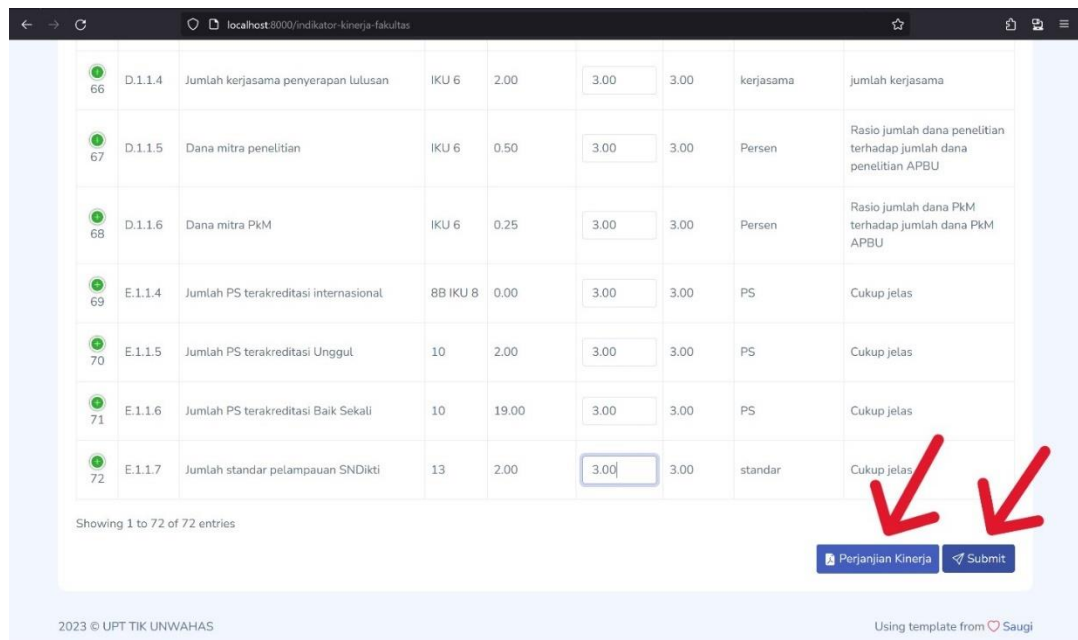 localhost:8000/indikator-kinerja-fakultas
66 D.1.1.4 Jumlah kerjasama penyerapan lulusan IKU 6 2.00 3.00 3.00 kerjasama jumlah kerjasama
67 D.1.1.5 Dana mitra penelitian IKU 6 0.50 3.00 3.00 Persen Rasio jumlah dana penelitian
terhadap jumlah dana
penelitian APBU
68 D.1.1.6 Dana mitra PkM IKU 6 0.25 3.00 3.00 Persen Rasio jumlah dana PkM
terhadap jumlah dana PkM
APBU
69 E.1.1.4 Jumlah PS terakreditasi internasional 8B IKU 8 0.00 3.00 3.00 PS Cukup jelas
70 E.1.1.5 Jumlah PS terakreditasi Unggul 10 2.00 3.00 3.00 PS Cukup jelas
71 E.1.1.6 Jumlah PS terakreditasi Baik Sekali 10 19.00 3.00 3.00 PS Cukup jelas
72 E.1.1.7 Jumlah standar pelampauan SNDikti 13 2.00 3.00 3.00 standar Cukup jelas
Showing 1 to 72 of 72 entries
Perjanjian Kinerja Submit
2023 © UPT TIK UNWAHAS Using template from Saugi